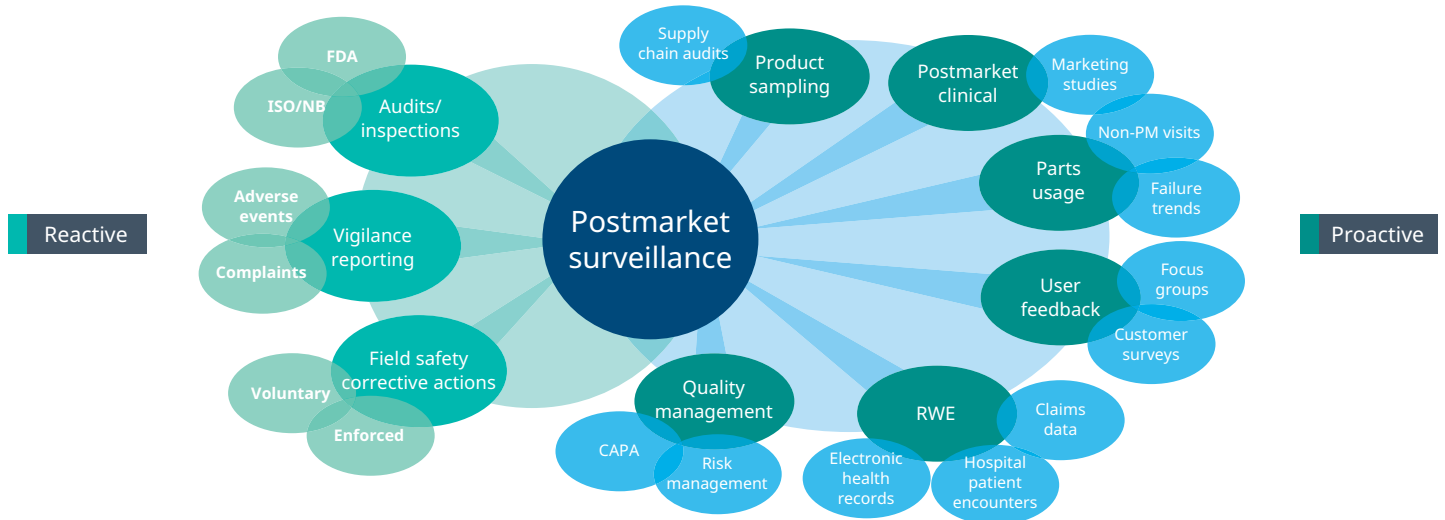 Reactive
FDA
ISO/NB
Audits/
inspections
Adverse
events
Complaints
Vigilance
reporting
Voluntary
Enforced
Field safety
corrective actions
Postmarket
surveillance
Supply
chain audits
Product
sampling
Postmarket
clinical
Marketing
studies
Non-PM visits
Parts
usage
Failure
trends
User
feedback
Focus
groups
Customer
surveys
Quality
management
CAPA
Risk
management
RWE
Claims
data
Electronic
health
records
Hospital
patient
encounters
Proactive